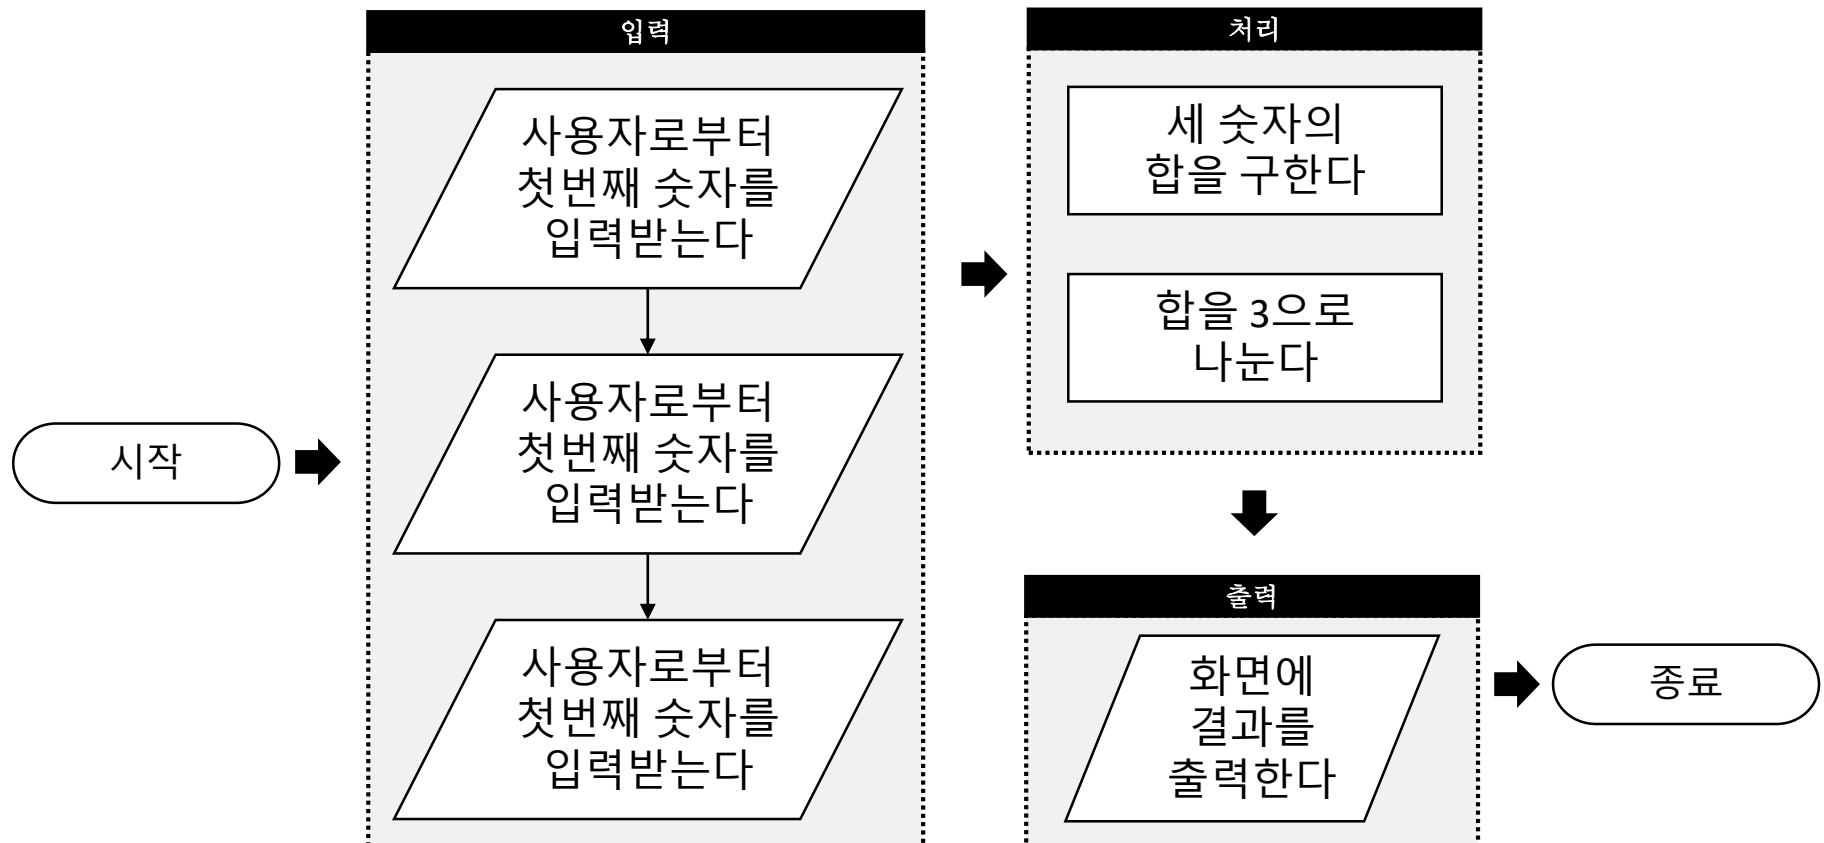 시작
입력
사용자로부터
첫번째 숫자를
입력받는다
사용자로부터
첫번째 숫자를
입력받는다
사용자로부터
첫번째 숫자를
입력받는다
처리
세 숫자의
합을 구한다
합을 3으로
나눈다
출력
화면에
결과를
출력한다
종료